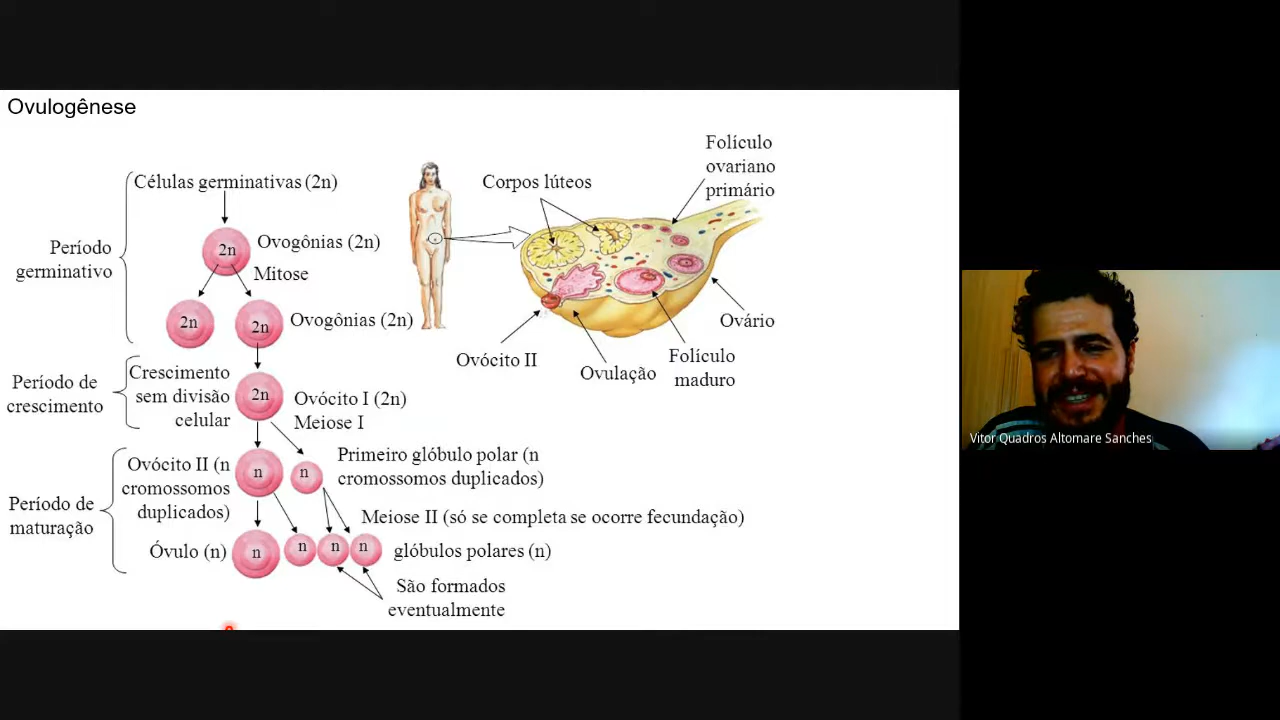 Ovulogênese
Período
germinativo
Células germinativas (2n)
2n
Ovogônias (2n)
Mitose
2n
2n
Ovogônias (2n)
Período de
crescimento
Crescimento
sem divisão
celular
2n
Ovócito I (2n)
Meiose I
Período de
maturação
Ovócito II (n
cromossomos
duplicados)
n
n
Primeiro glóbulo polar (n
cromossomos duplicados)
Meiose II (só se completa se ocorre fecundação)
Óvulo (n)
n
n
n
n
glóbulos polares (n)
São formados
eventualmente
Corpos lúteos
Folículo
ovariano
primário
Ovócito II
Ovulação
Folículo
maduro
Ovário
Vitor Quadros Altomare Sanches